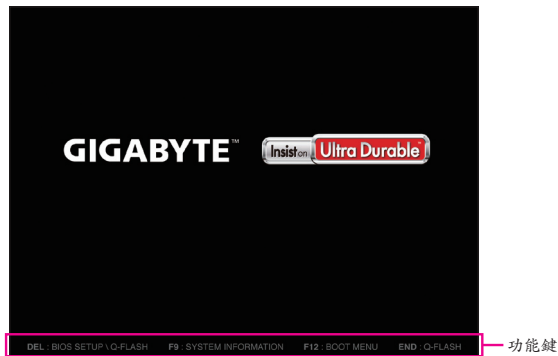 GIGABYTE™ Insist on Ultra Durable™
DEL : BIOS SETUP \ Q-FLASH F9 : SYSTEM INFORMATION F12 : BOOT MENU END : Q-FLASH
功能鍵